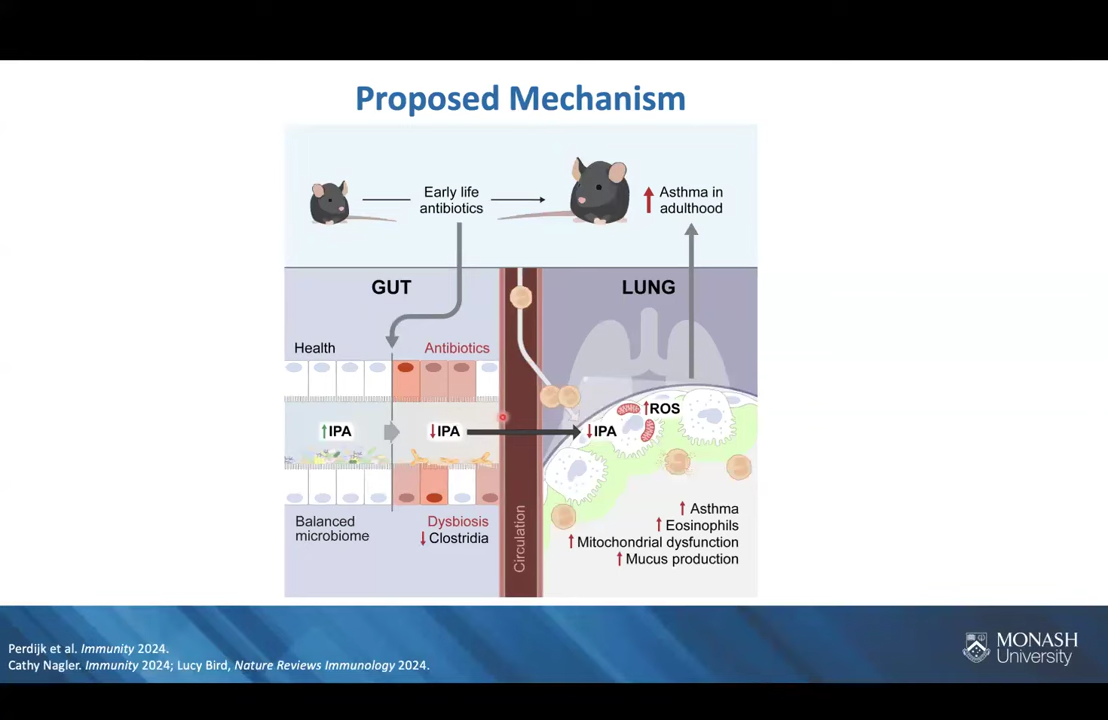 Proposed Mechanism
Early life
antibiotics
↑ Asthma in
adulthood
GUT
LUNG
Health
Antibiotics
↑IPA
↓IPA
↓IPA
↑ROS
Circulation
Balanced
microbiome
Dysbiosis
↓Clostridia
↑ Asthma
↑ Eosinophils
↑ Mitochondrial dysfunction
↑ Mucus production
Perdijk et al. Immunity 2024.
Cathy Nagler. Immunity 2024; Lucy Bird, Nature Reviews Immunology 2024.
MONASH
University